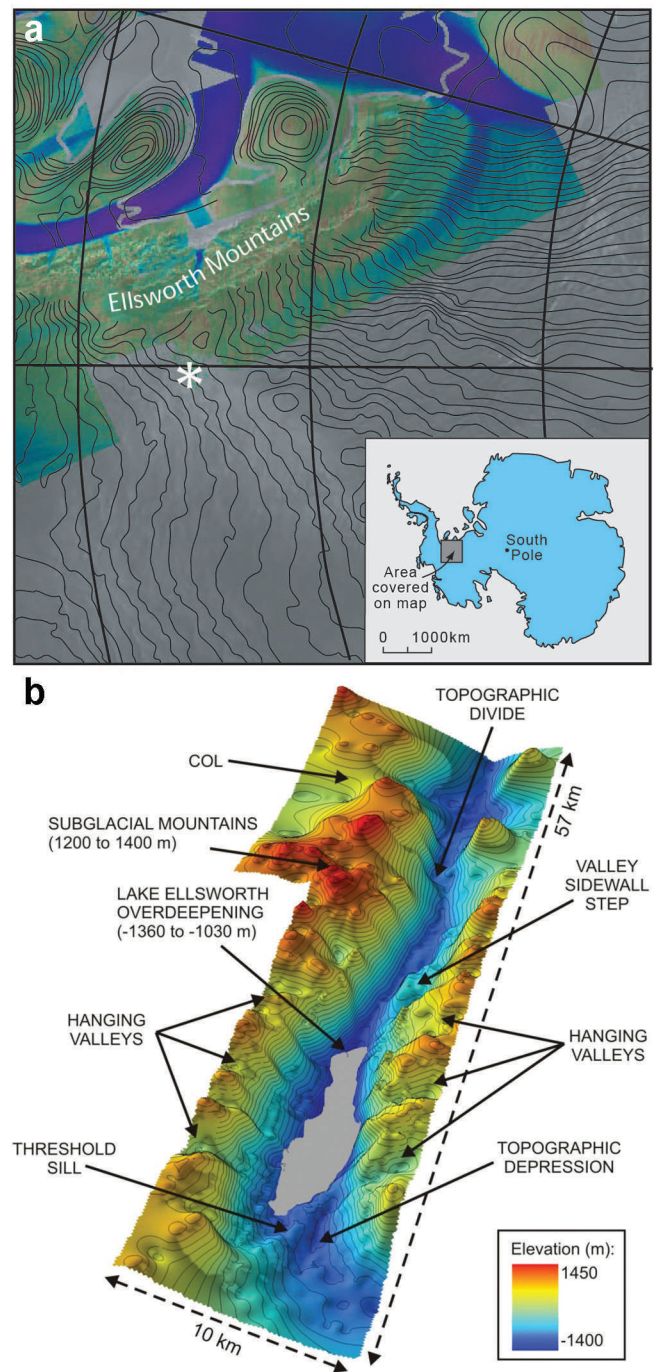 a
Ellsworth Mountains
*
South
Pole
Area
covered
on map
0 1000km
b
TOPOGRAPHIC
DIVIDE
COL
SUBGLACIAL MOUNTAINS
(1200 to 1400 m)
57 km
VALLEY
SIDEWALL
STEP
LAKE ELLSWORTH
OVERDEEPENING
(-1360 to -1030 m)
HANGING
VALLEYS
HANGING
VALLEYS
THRESHOLD
SILL
TOPOGRAPHIC
DEPRESSION
10 km
Elevation (m):
1450
-1400